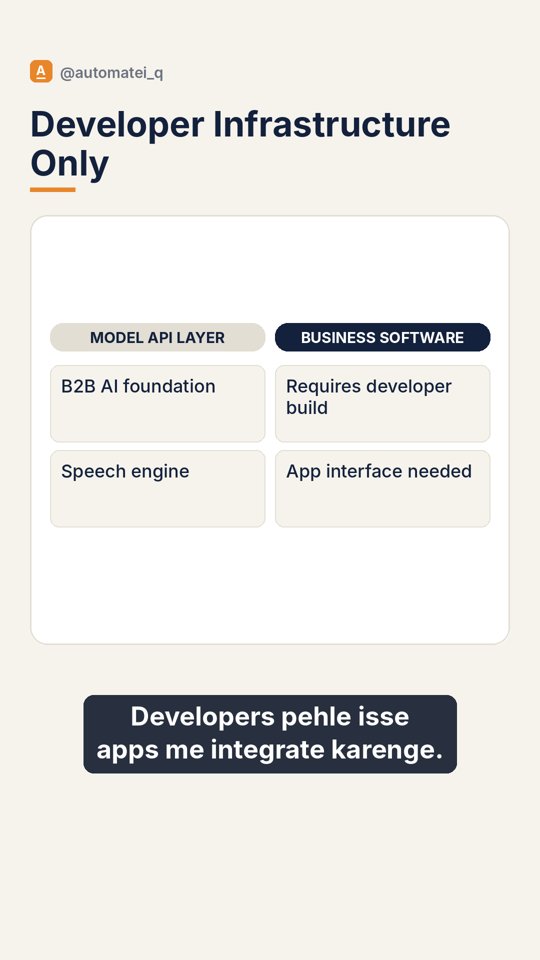 A
@automatei_q
Developer Infrastructure
Only
MODEL API LAYER
BUSINESS SOFTWARE
B2B AI foundation
Requires developer
build
Speech engine
App interface needed
Developers pehle isse
apps me integrate karenge.